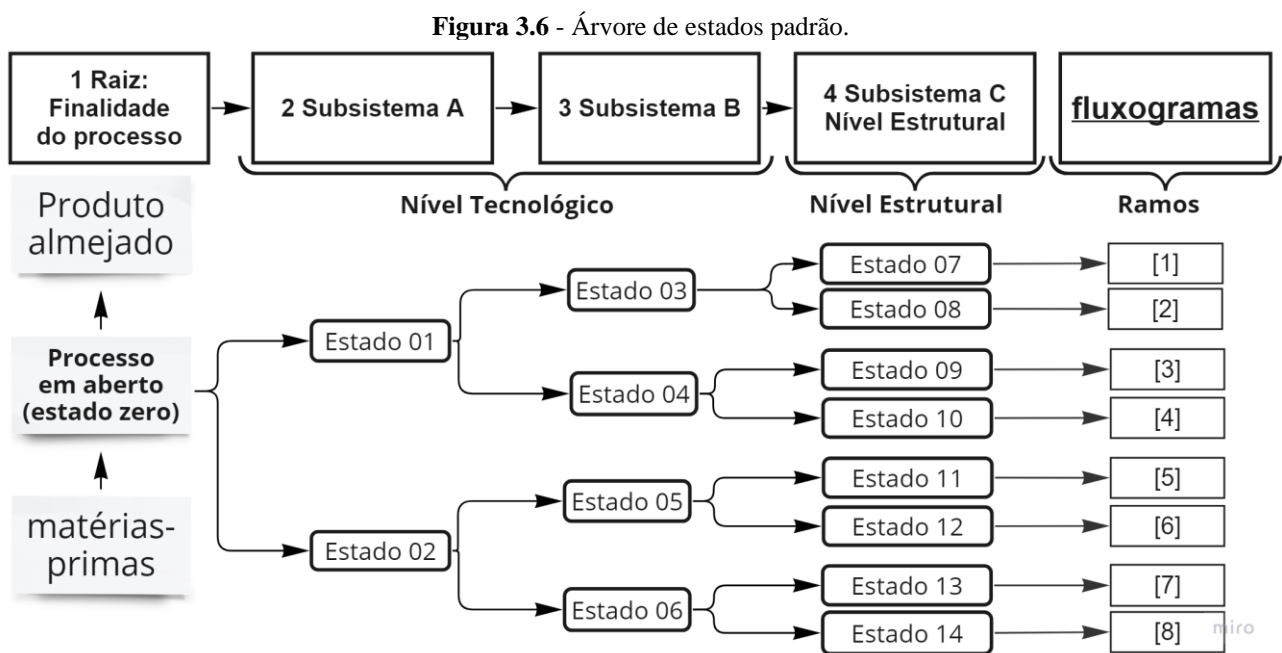 Figura 3.6 - Árvore de estados padrão.
1 Raiz:
Finalidade
do processo
2 Subsistema A
3 Subsistema B
4 Subsistema C
Nível Estrutural
fluxogramas
Nível Tecnológico
Nível Estrutural
Ramos
Produto
almejado
Processo
em aberto
(estado zero)
matérias-
primas
Estado 01
Estado 02
Estado 03
Estado 04
Estado 05
Estado 06
Estado 07
Estado 08
Estado 09
Estado 10
Estado 11
Estado 12
Estado 13
Estado 14
[1]
[2]
[3]
[4]
[5]
[6]
[7]
[8]
miro